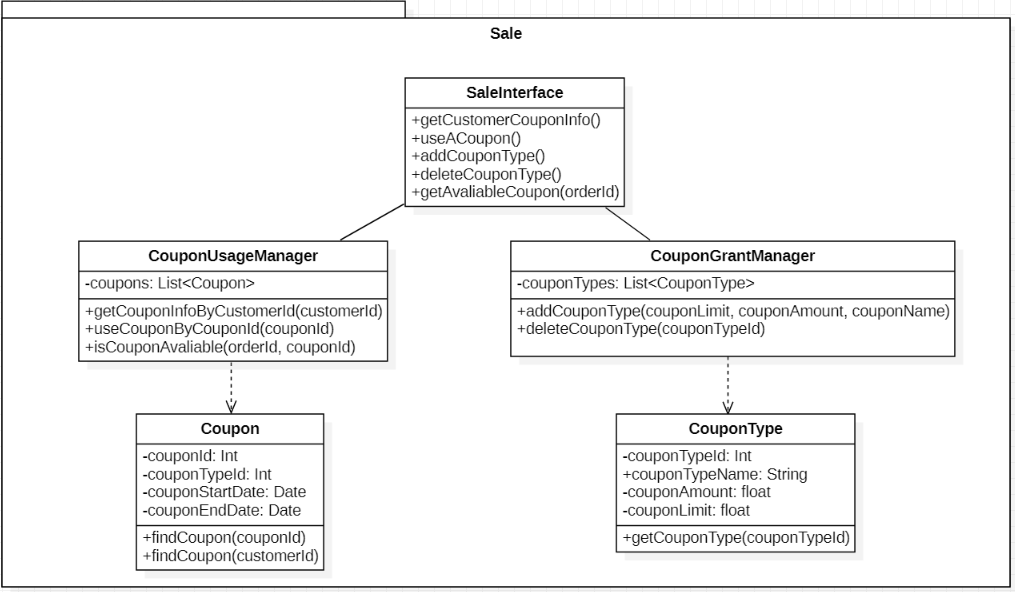 Sale
SaleInterface
+getCustomerCouponInfo()
+useACoupon()
+addCouponType()
+deleteCouponType()
+getAvaliableCoupon(orderId)
CouponUsageManager
-coupons: List<Coupon>
+getCouponInfoByCustomerId(customerId)
+useCouponByCouponId(couponId)
+isCouponAvaliable(orderId, couponId)
CouponGrantManager
-couponTypes: List<CouponType>
+addCouponType(couponLimit, couponAmount, couponName)
+deleteCouponType(couponTypeId)
Coupon
-couponId: Int
-couponTypeId: Int
-couponStartDate: Date
-couponEndDate: Date
+findCoupon(couponId)
+findCoupon(customerId)
CouponType
-couponTypeId: Int
+couponTypeName: String
-couponAmount: float
-couponLimit: float
+getCouponType(couponTypeId)